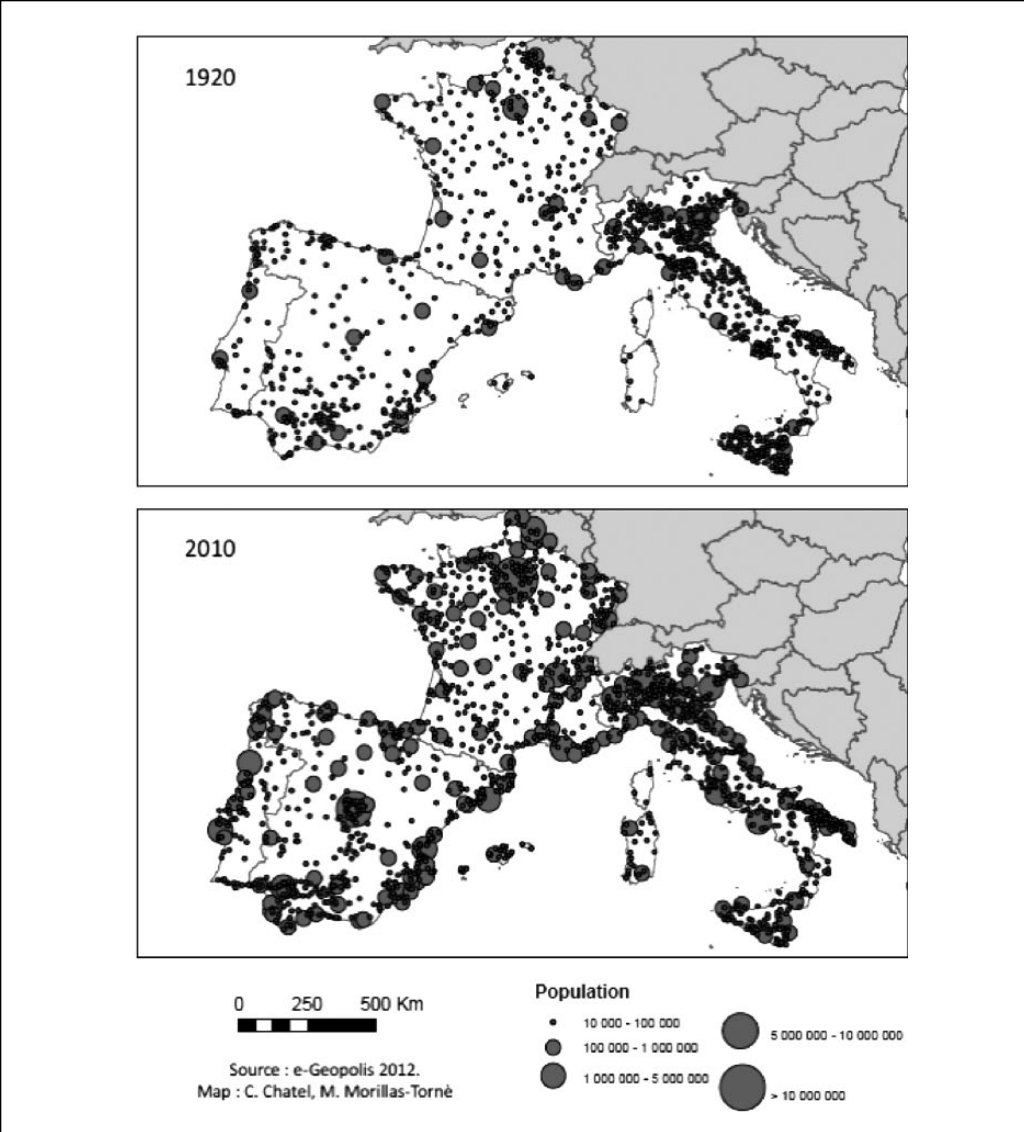 1920
2010
0 250 500 Km
Source : e-Geopolis 2012.
Map : C. Chatel, M. Morillas-Tornè
Population
10 000 - 100 000
100 000 - 1 000 000
1 000 000 - 5 000 000
5 000 000 - 10 000 000
> 10 000 000